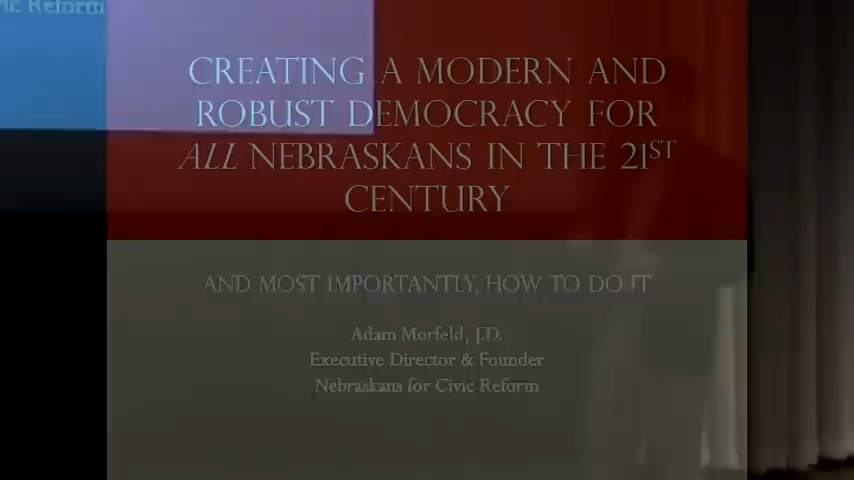 ic Reform
CREATING A MODERN AND
ROBUST DEMOCRACY FOR
ALL NEBRASKANS IN THE 21ST
CENTURY
AND MOST IMPORTANTLY, HOW TO DO IT
Adam Morfeld, J.D.
Executive Director & Founder
Nebraskans for Civic Reform